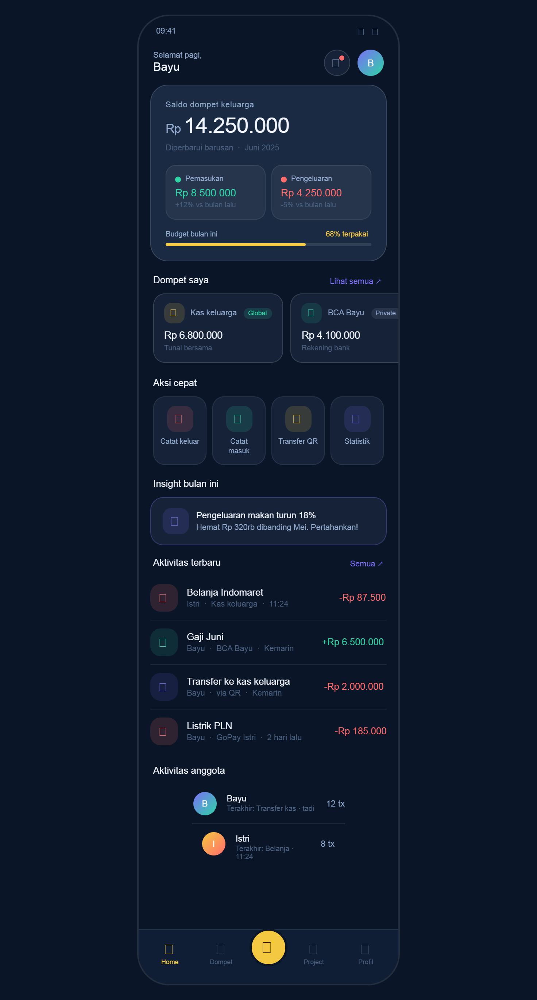 09:41
Selamat pagi,
Bayu
B
Saldo dompet keluarga
Rp 14.250.000
Diperbarui barusan · Juni 2025
Pemasukan
Rp 8.500.000
+12% vs bulan lalu
Pengeluaran
Rp 4.250.000
-5% vs bulan lalu
Budget bulan ini
68% terpakai
Dompet saya
Lihat semua ↗
Kas keluarga
Global
Rp 6.800.000
Tunai bersama
BCA Bayu
Private
Rp 4.100.000
Rekening bank
Aksi cepat
Catat keluar
Catat
masuk
Transfer QR
Statistik
Insight bulan ini
Pengeluaran makan turun 18%
Hemat Rp 320rb dibanding Mei. Pertahankan!
Aktivitas terbaru
Semua ↗
Belanja Indomaret
Istri · Kas keluarga · 11:24
-Rp 87.500
Gaji Juni
Bayu · BCA Bayu · Kemarin
+Rp 6.500.000
Transfer ke kas keluarga
Bayu · via QR · Kemarin
-Rp 2.000.000
Listrik PLN
Bayu · GoPay Istri · 2 hari lalu
-Rp 185.000
Aktivitas anggota
B
Bayu
Terakhir: Transfer kas · tadi
12 tx
I
Istri
Terakhir: Belanja ·
11:24
8 tx
Home
Dompet
Project
Profil